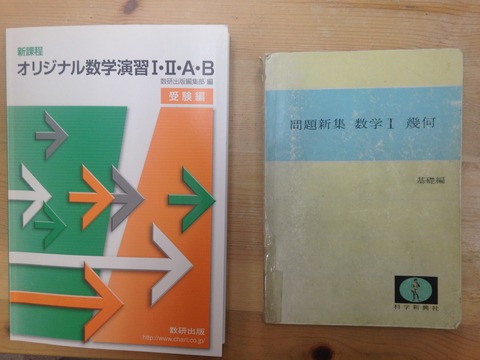 新課程
オリジナル数学演習Ⅰ・Ⅱ・A・B
数研出版編集部 編
受験編
数研出版
http://www.chart.co.jp/
問題新集 数学Ⅰ 幾何
基礎編
科学新興社